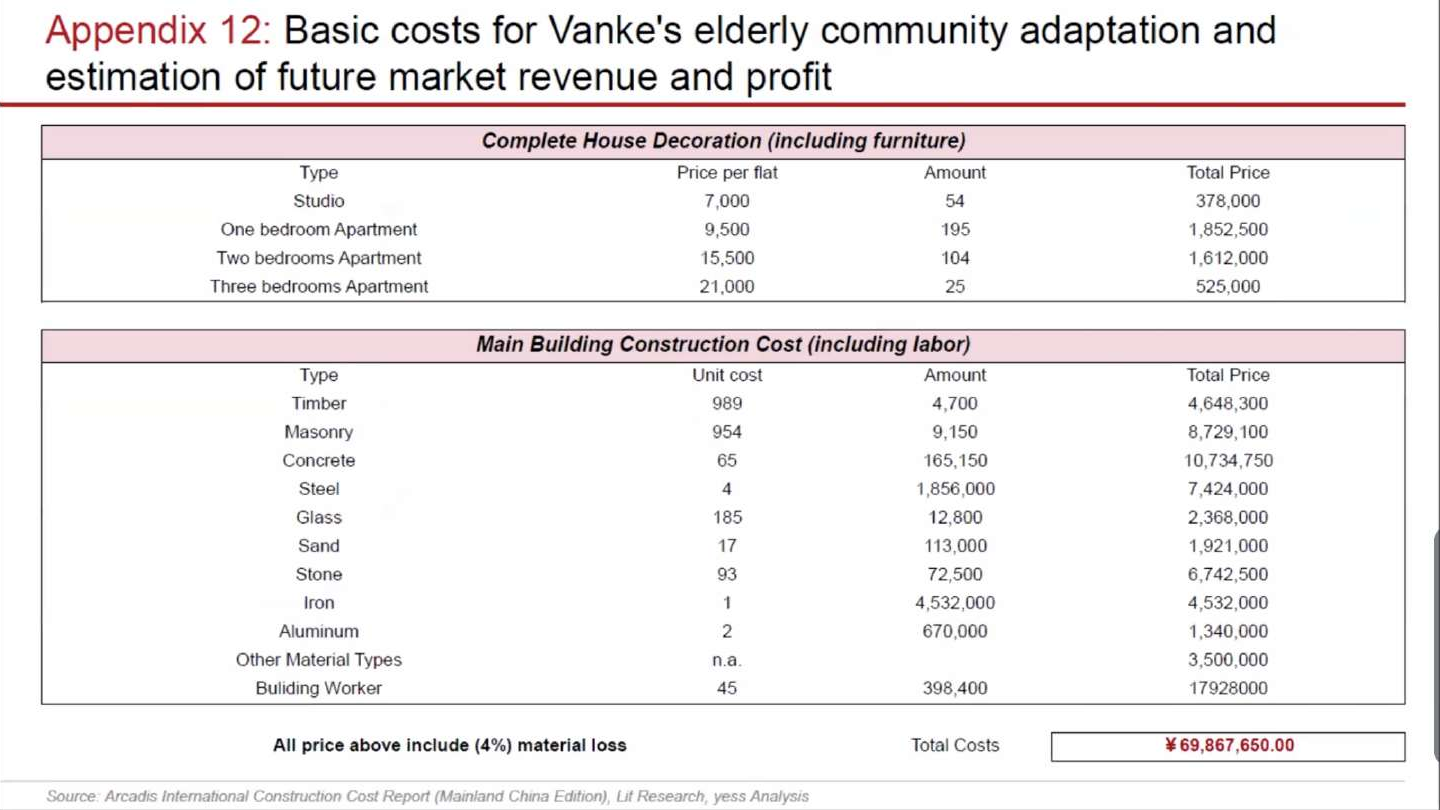 Appendix 12: Basic costs for Vanke's elderly community adaptation and
estimation of future market revenue and profit
Complete House Decoration (including furniture)
Type Price per flat Amount Total Price
Studio 7,000 54 378,000
One bedroom Apartment 9,500 195 1,852,500
Two bedrooms Apartment 15,500 104 1,612,000
Three bedrooms Apartment 21,000 25 525,000
Main Building Construction Cost (including labor)
Type Unit cost Amount Total Price
Timber 989 4,700 4,648,300
Masonry 954 9,150 8,729,100
Concrete 65 165,150 10,734,750
Steel 4 1,856,000 7,424,000
Glass 185 12,800 2,368,000
Sand 17 113,000 1,921,000
Stone 93 72,500 6,742,500
Iron 1 4,532,000 4,532,000
Aluminum 2 670,000 1,340,000
Other Material Types n.a. 3,500,000
Buliding Worker 45 398,400 17928000
All price above include (4%) material loss Total Costs ¥69,867,650.00
Source: Arcadis International Construction Cost Report (Mainland China Edition), Lit Research, yess Analysis